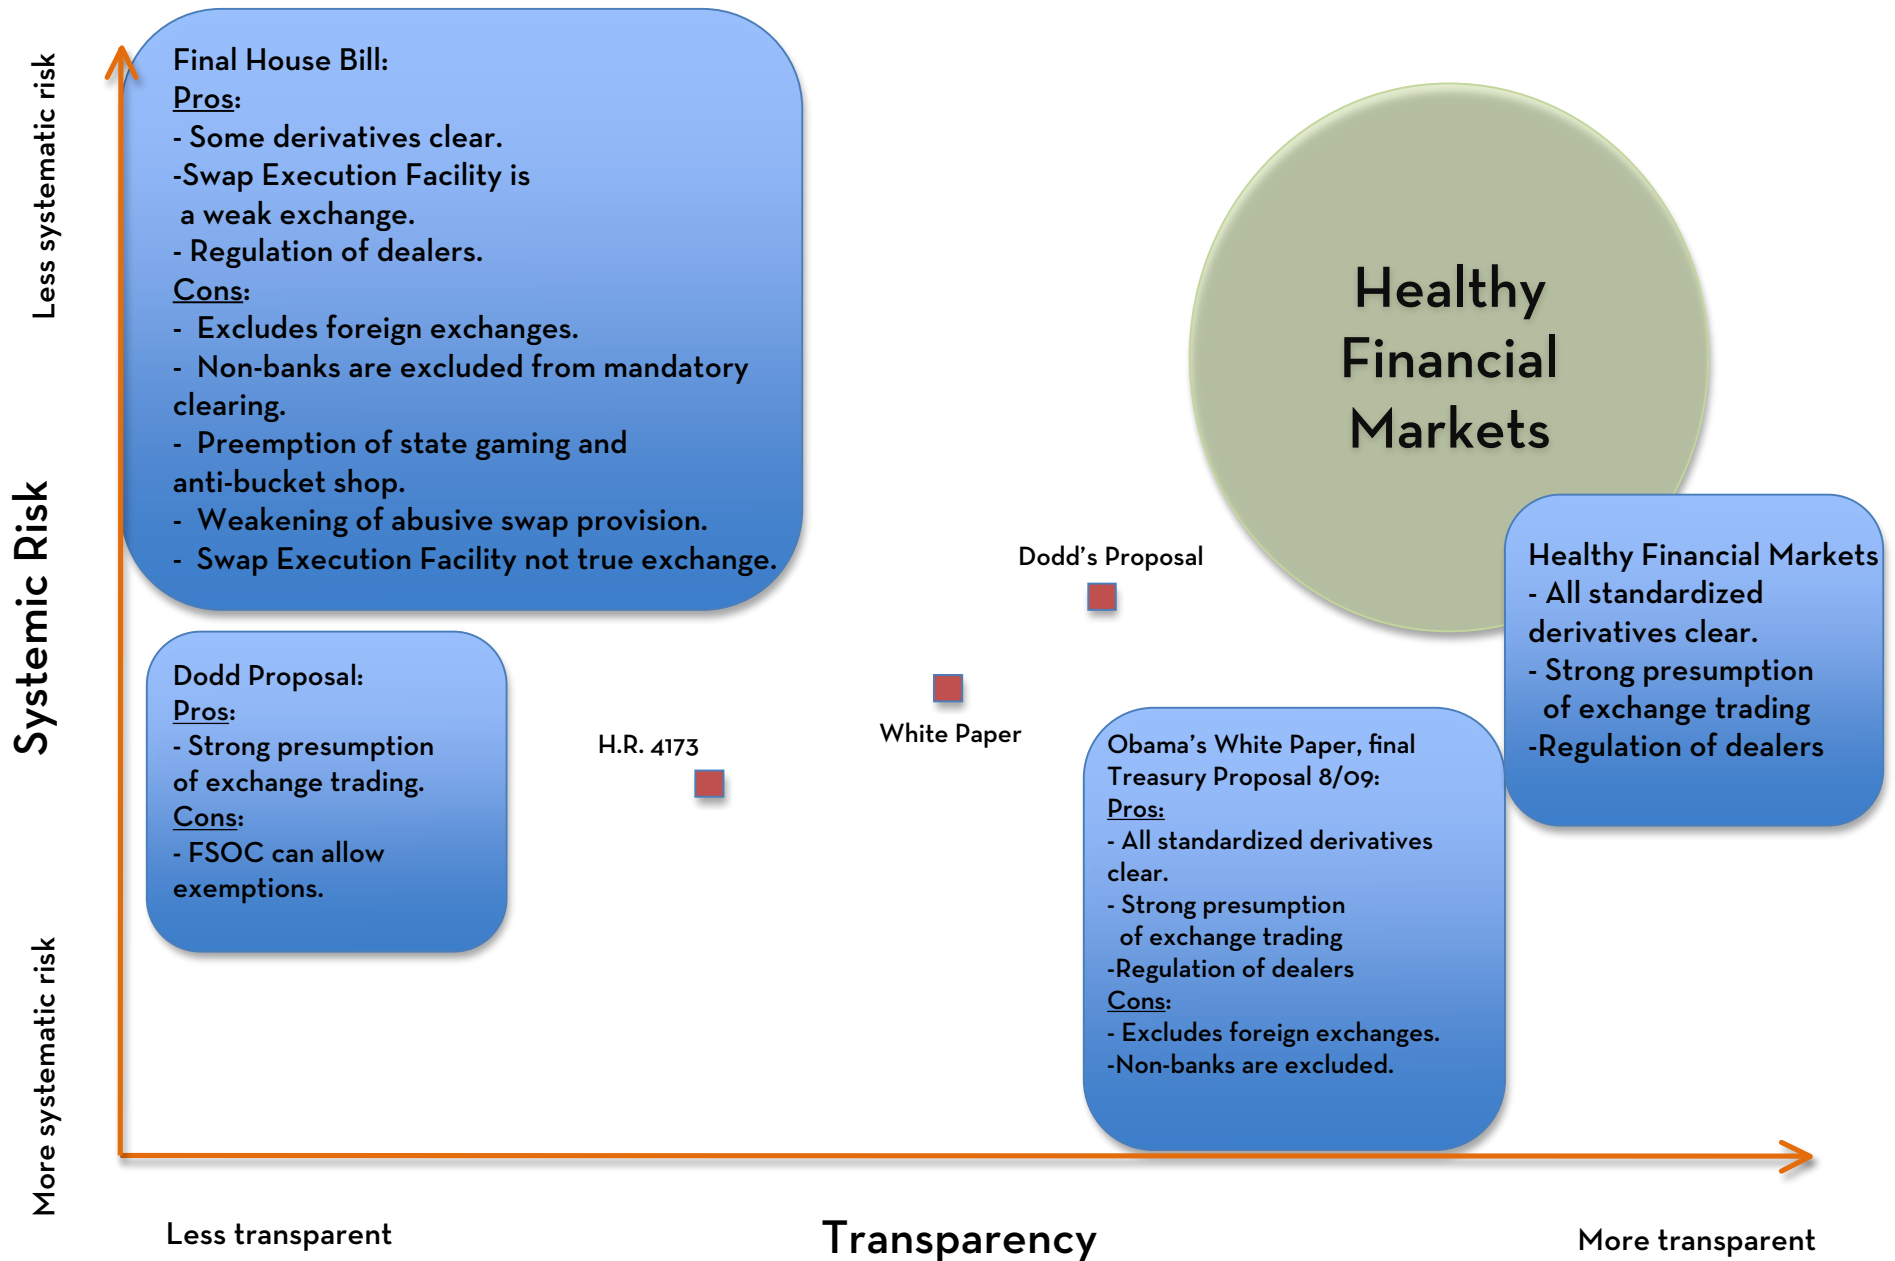 Less systematic risk
Systemic Risk
More systematic risk
Final House Bill:
Pros:
- Some derivatives clear.
-Swap Execution Facility is
a weak exchange.
- Regulation of dealers.
Cons:
- Excludes foreign exchanges.
- Non-banks are excluded from mandatory
clearing.
- Preemption of state gaming and
anti-bucket shop.
- Weakening of abusive swap provision.
- Swap Execution Facility not true exchange.
Dodd Proposal:
Pros:
- Strong presumption
of exchange trading.
Cons:
- FSOC can allow
exemptions.
H.R. 4173
White Paper
Dodd's Proposal
Healthy
Financial
Markets
Healthy Financial Markets
- All standardized
derivatives clear.
- Strong presumption
of exchange trading
-Regulation of dealers
Obama's White Paper, final
Treasury Proposal 8/09:
Pros:
- All standardized derivatives
clear.
- Strong presumption
of exchange trading
-Regulation of dealers
Cons:
- Excludes foreign exchanges.
-Non-banks are excluded.
Less transparent
Transparency
More transparent